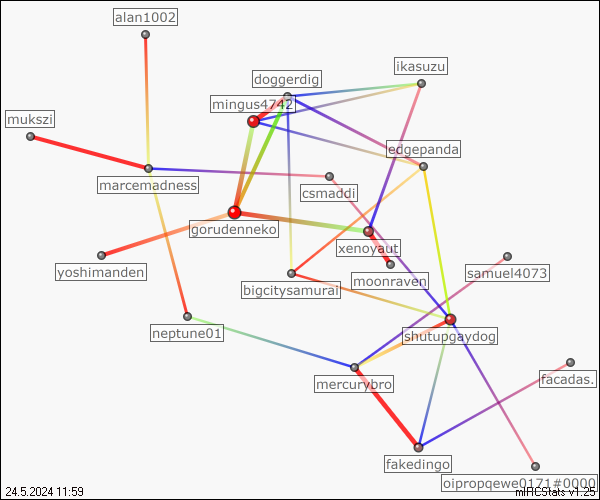 alan1002
ikasuzu
doggerdig
mingus4742
mukszi
edgepanda
marcemadness
csmaddi
gorudenneko
xenoyaut
yoshimanden
moonraven
samuel4073
bigcitysamurai
neptune01
shutupgaydog
mercurybro
facadas.
fakedingo
oipropqewe0171#0000
24.5.2024 11:59
mIRCStats v1.25